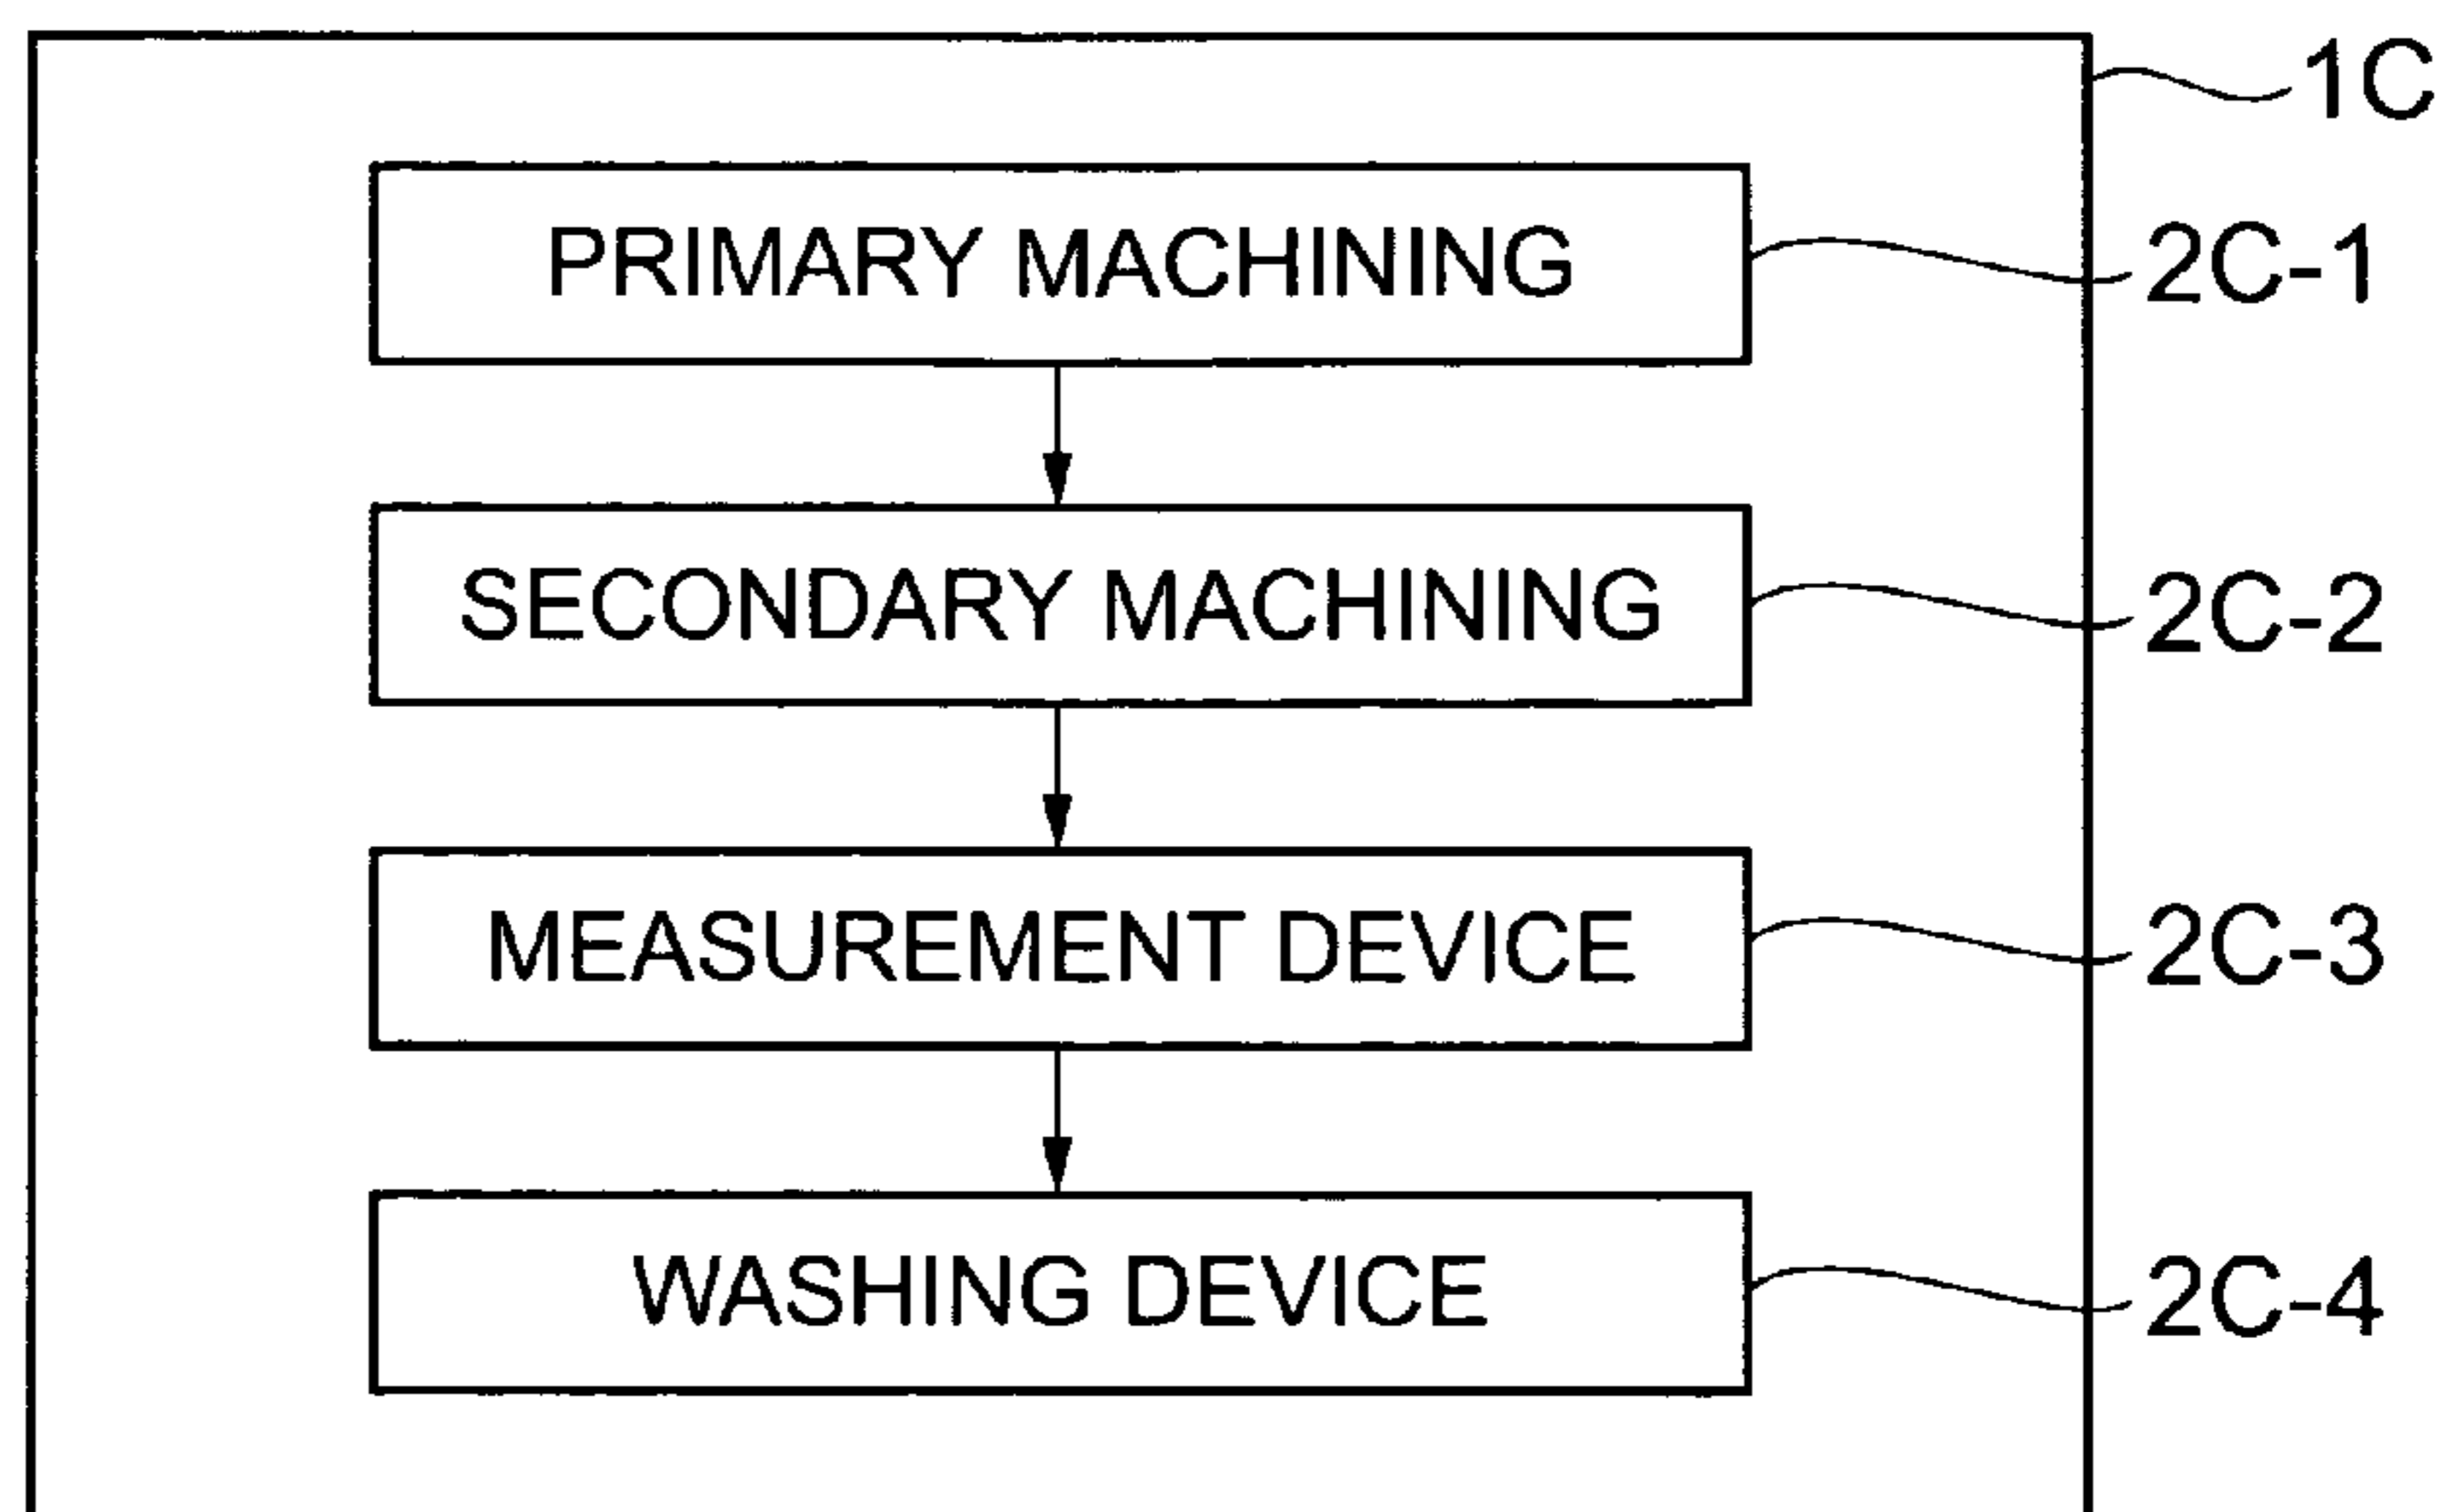 1C
PRIMARY MACHINING 2C-1
SECONDARY MACHINING 2C-2
MEASUREMENT DEVICE 2C-3
WASHING DEVICE 2C-4